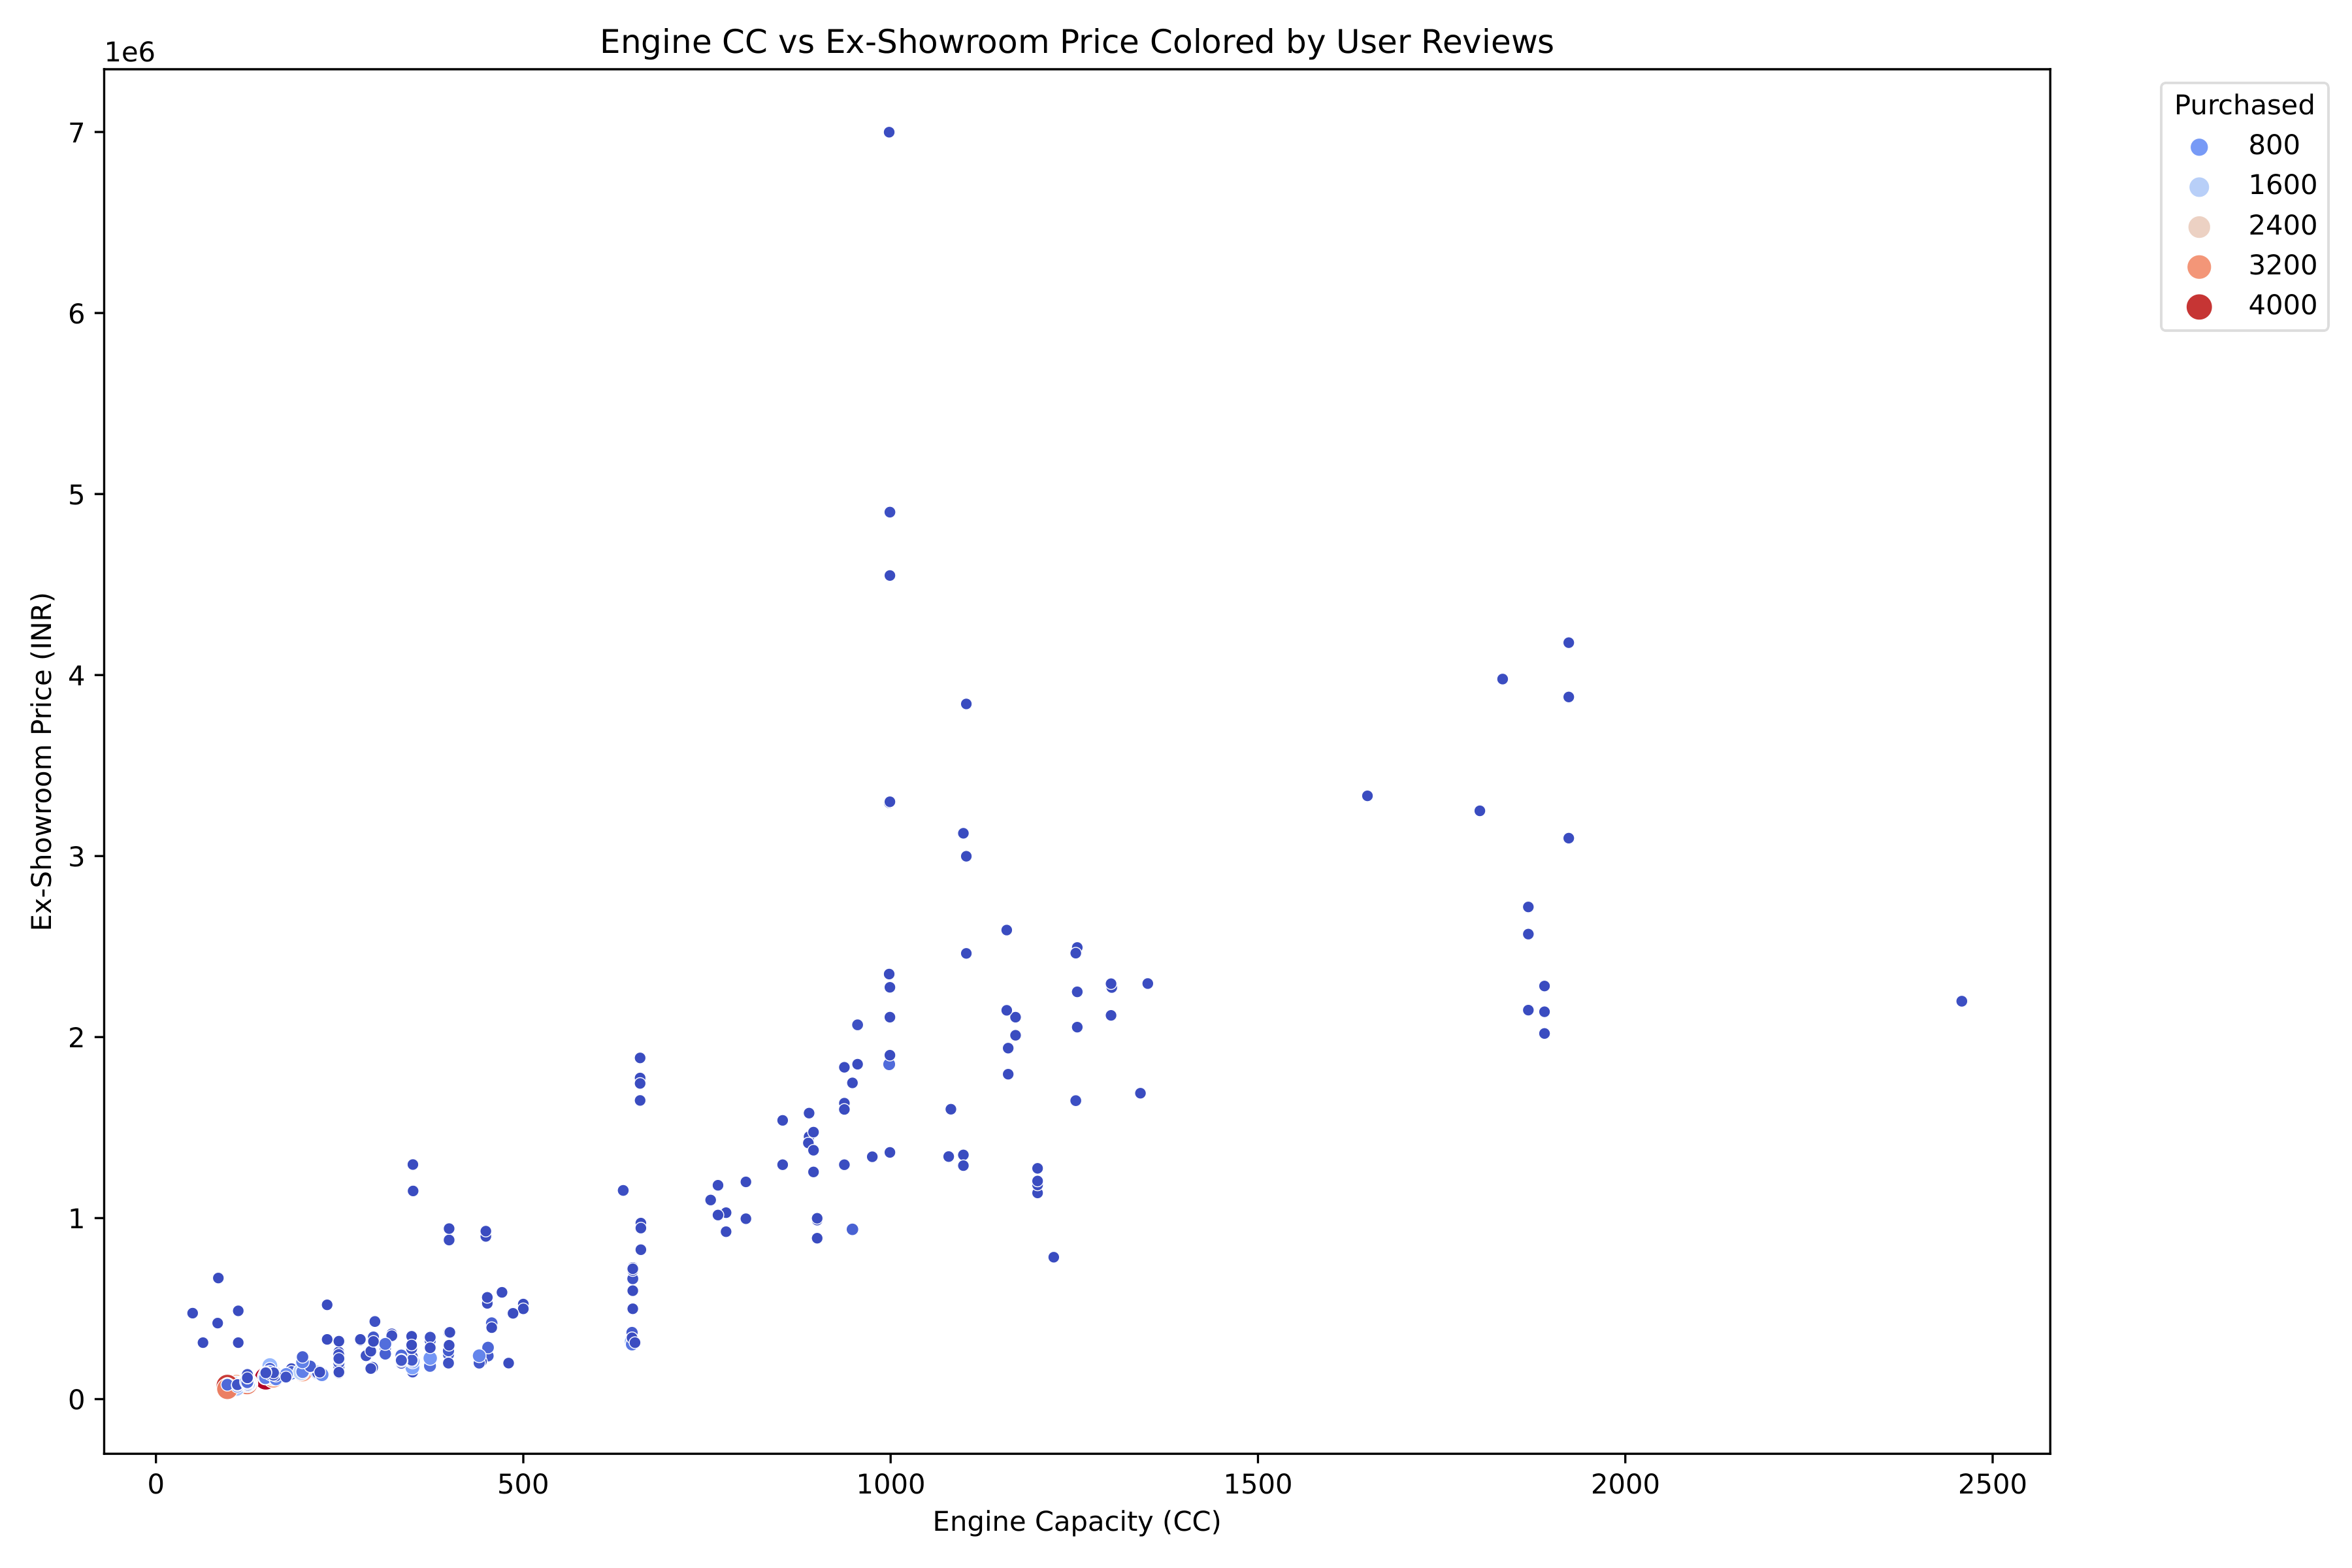 Engine CC vs Ex-Showroom Price Colored by User Reviews
1e6
7
6
5
4
3
2
1
0
Ex-Showroom Price (INR)
0 500 1000 1500 2000 2500
Engine Capacity (CC)
Purchased
800
1600
2400
3200
4000